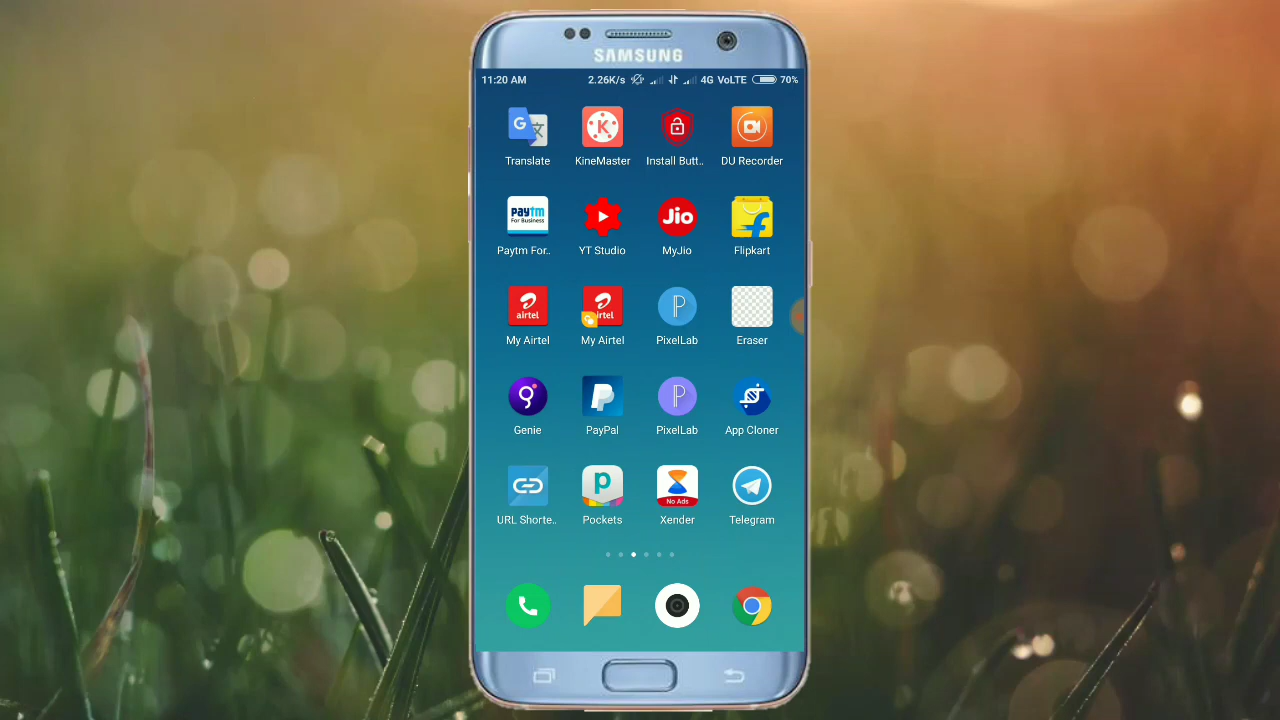 SAMSUNG
11:20 AM 2.26K/s 4G VoLTE 70%
Translate KineMaster Install Butt.. DU Recorder
paytm
For Business
Jio
Paytm For.. YT Studio MyJio Flipkart
airtel airtel
My Airtel My Airtel PixelLab Eraser
Genie PayPal PixelLab App Cloner
No Ads
URL Shorte.. Pockets Xender Telegram